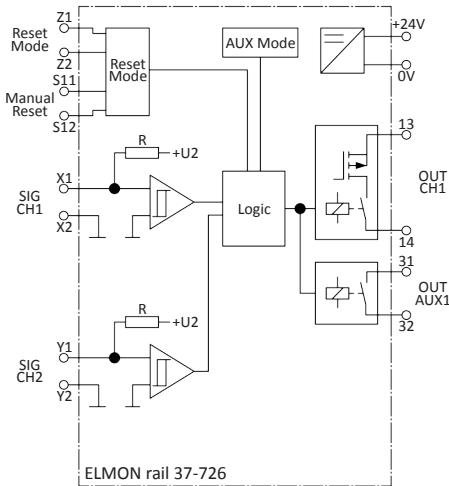 Z1
Reset
Mode
Z2
S11
Manual
Reset
S12
Reset
Mode
AUX Mode
+24V
0V
R
+U2
X1
SIG
CH1
X2
Logic
13
OUT
CH1
14
31
OUT
AUX1
32
R
+U2
Y1
SIG
CH2
Y2
ELMON rail 37-726